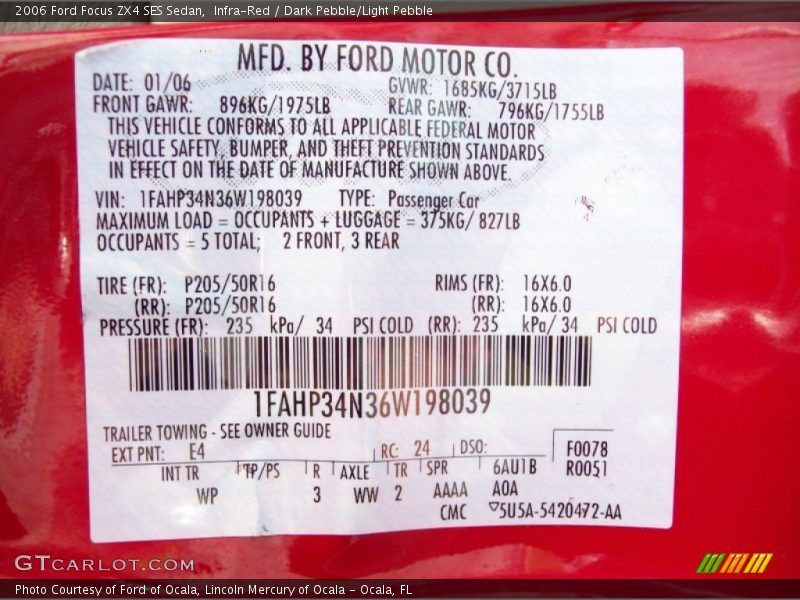 2006 Ford Focus ZX4 SES Sedan,  Infra-Red / Dark Pebble/Light Pebble
MFD. BY FORD MOTOR CO.
DATE: 01/06 GVWR: 1685KG/3715LB
FRONT GAWR: 896KG/1975LB REAR GAWR: 796KG/1755LB
THIS VEHICLE CONFORMS TO ALL APPLICABLE FEDERAL MOTOR
VEHICLE SAFETY, BUMPER, AND THEFT PREVENTION STANDARDS
IN EFFECT ON THE DATE OF MANUFACTURE SHOWN ABOVE.
VIN: 1FAHP34N36W198039 TYPE: Passenger Car
MAXIMUM LOAD = OCCUPANTS + LUGGAGE = 375KG/ 827LB
OCCUPANTS = 5 TOTAL; 2 FRONT, 3 REAR
TIRE (FR): P205/50R16 RIMS (FR): 16X6.0
(RR): P205/50R16 (RR): 16X6.0
PRESSURE (FR): 235 kPa/ 34 PSI COLD (RR): 235 kPa/ 34 PSI COLD
1FAHP34N36W198039
TRAILER TOWING - SEE OWNER GUIDE
EXT PNT: E4 RC: 24 DSO: F0078
INT TR TP/PS R AXLE TR SPR 6AU1B R0051
WP 3 WW 2 AAAA AOA
CMC ▽5U5A-5420472-AA
GTCARLOT.COM
Photo Courtesy of Ford of Ocala, Lincoln Mercury of Ocala - Ocala, FL